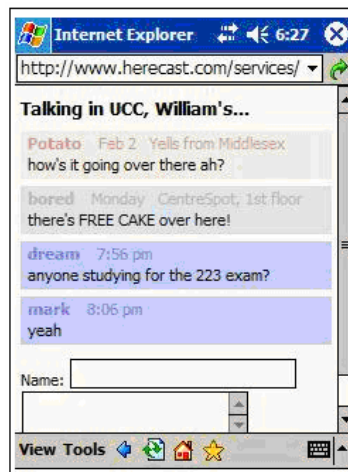 Internet Explorer 6:27
http://www.herecast.com/services/
Talking in UCC, William's...
Potato Feb 2 Yells from Middlesex
how's it going over there ah?
bored Monday CentreSpot, 1st floor
there's FREE CAKE over here!
dream 7:56 pm
anyone studying for the 223 exam?
mark 8:06 pm
yeah
Name:
View Tools